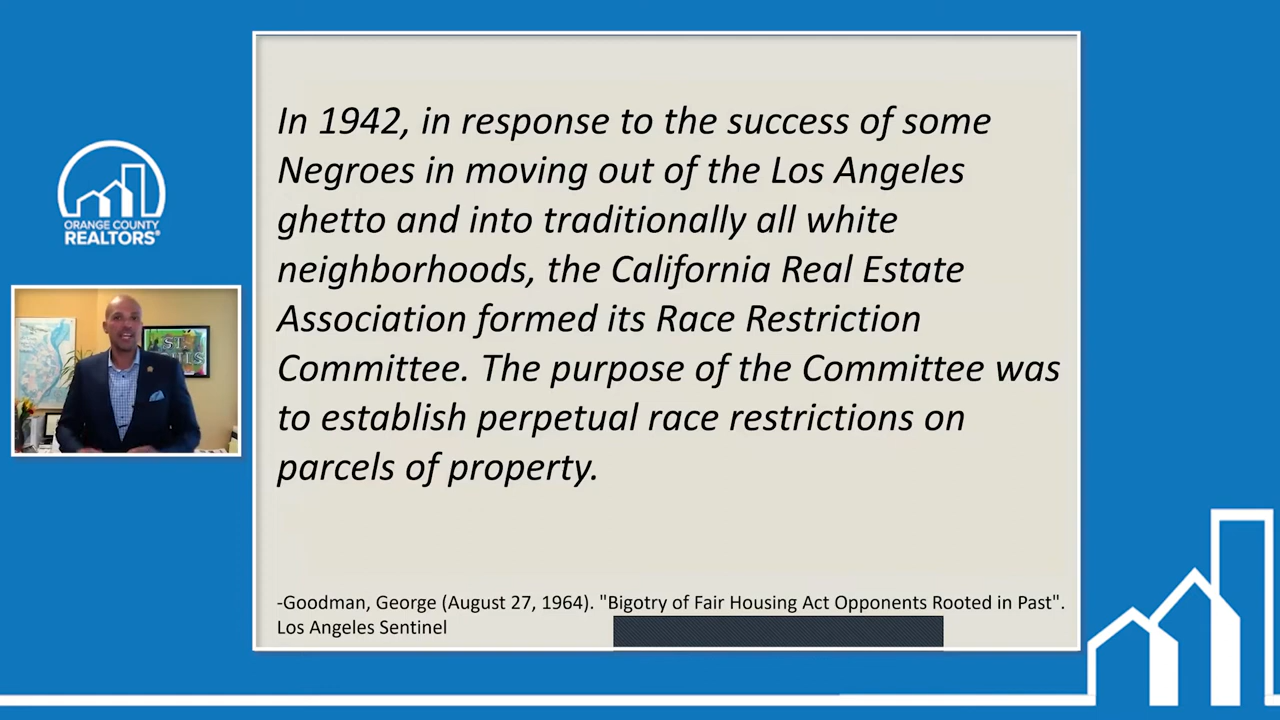 ORANGE COUNTY
REALTORS®
In 1942, in response to the success of some
Negroes in moving out of the Los Angeles
ghetto and into traditionally all white
neighborhoods, the California Real Estate
Association formed its Race Restriction
Committee. The purpose of the Committee was
to establish perpetual race restrictions on
parcels of property.
-Goodman, George (August 27, 1964). "Bigotry of Fair Housing Act Opponents Rooted in Past".
Los Angeles Sentinel